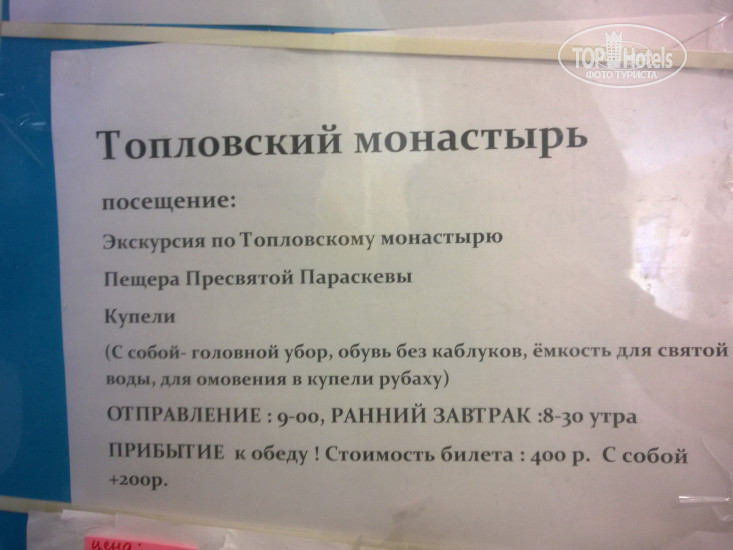 TOP Hotels
ФОТО ТУРИСТА
Топловский монастырь
посещение:
Экскурсия по Топловскому монастырю
Пещера Пресвятой Параскевы
Купели
(С собой- головной убор, обувь без каблуков, ёмкость для святой
воды, для омовения в купели рубаху)
ОТПРАВЛЕНИЕ : 9-00, РАННИЙ ЗАВТРАК :8-30 утра
ПРИБЫТИЕ к обеду ! Стоимость билета : 400 р. С собой
+200р.
цена: